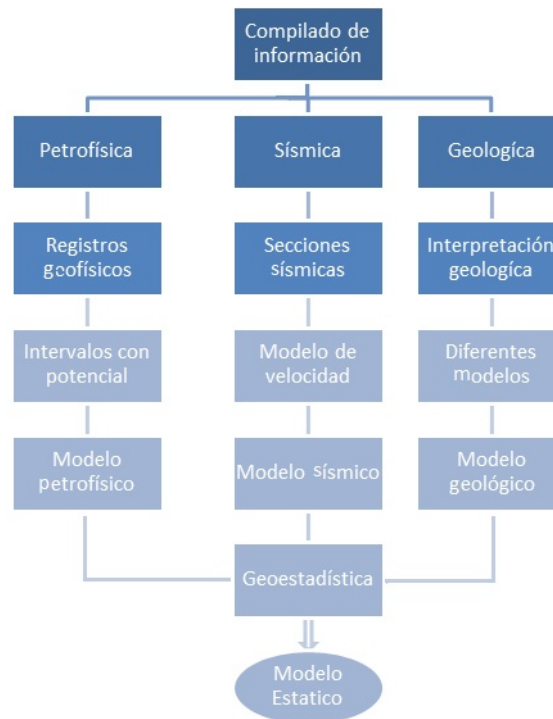 Compilado de
información
Petrofísica
Sísmica
Geologíca
Registros
geofísicos
Secciones
sísmicas
Interpretación
geologíca
Intervalos con
potencial
Modelo de
velocidad
Diferentes
modelos
Modelo
petrofísico
Modelo sísmico
Modelo
geológico
Geoestadística
Modelo
Estatico